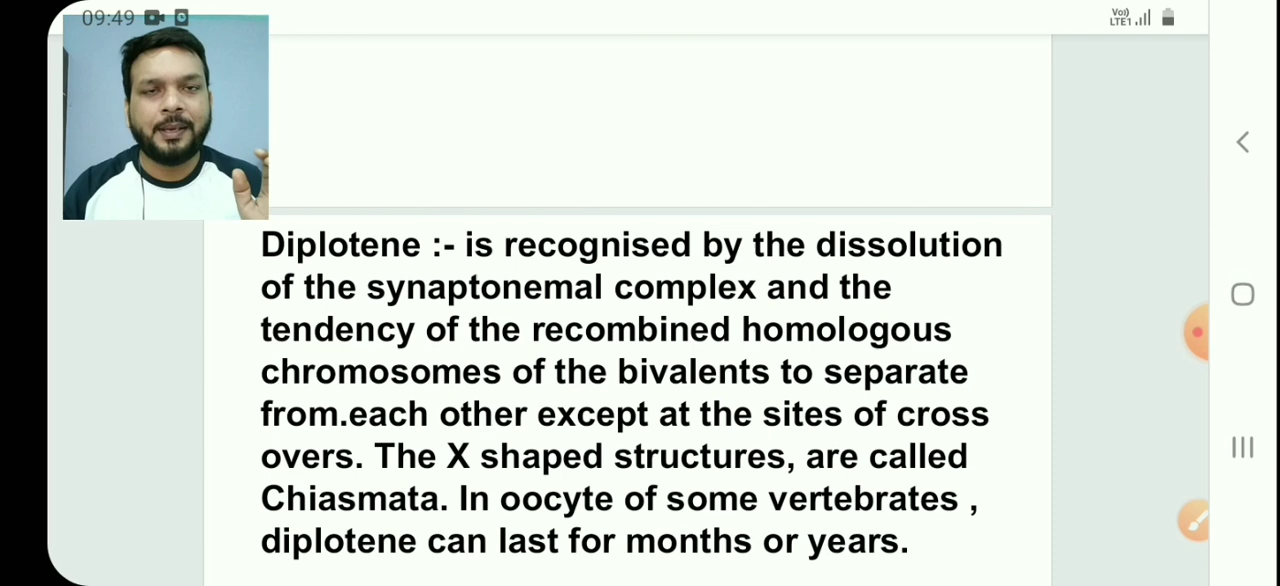 09:49
Vo))
LTE1
Diplotene :- is recognised by the dissolution
of the synaptonemal complex and the
tendency of the recombined homologous
chromosomes of the bivalents to separate
from.each other except at the sites of cross
overs. The X shaped structures, are called
Chiasmata. In oocyte of some vertebrates ,
diplotene can last for months or years.